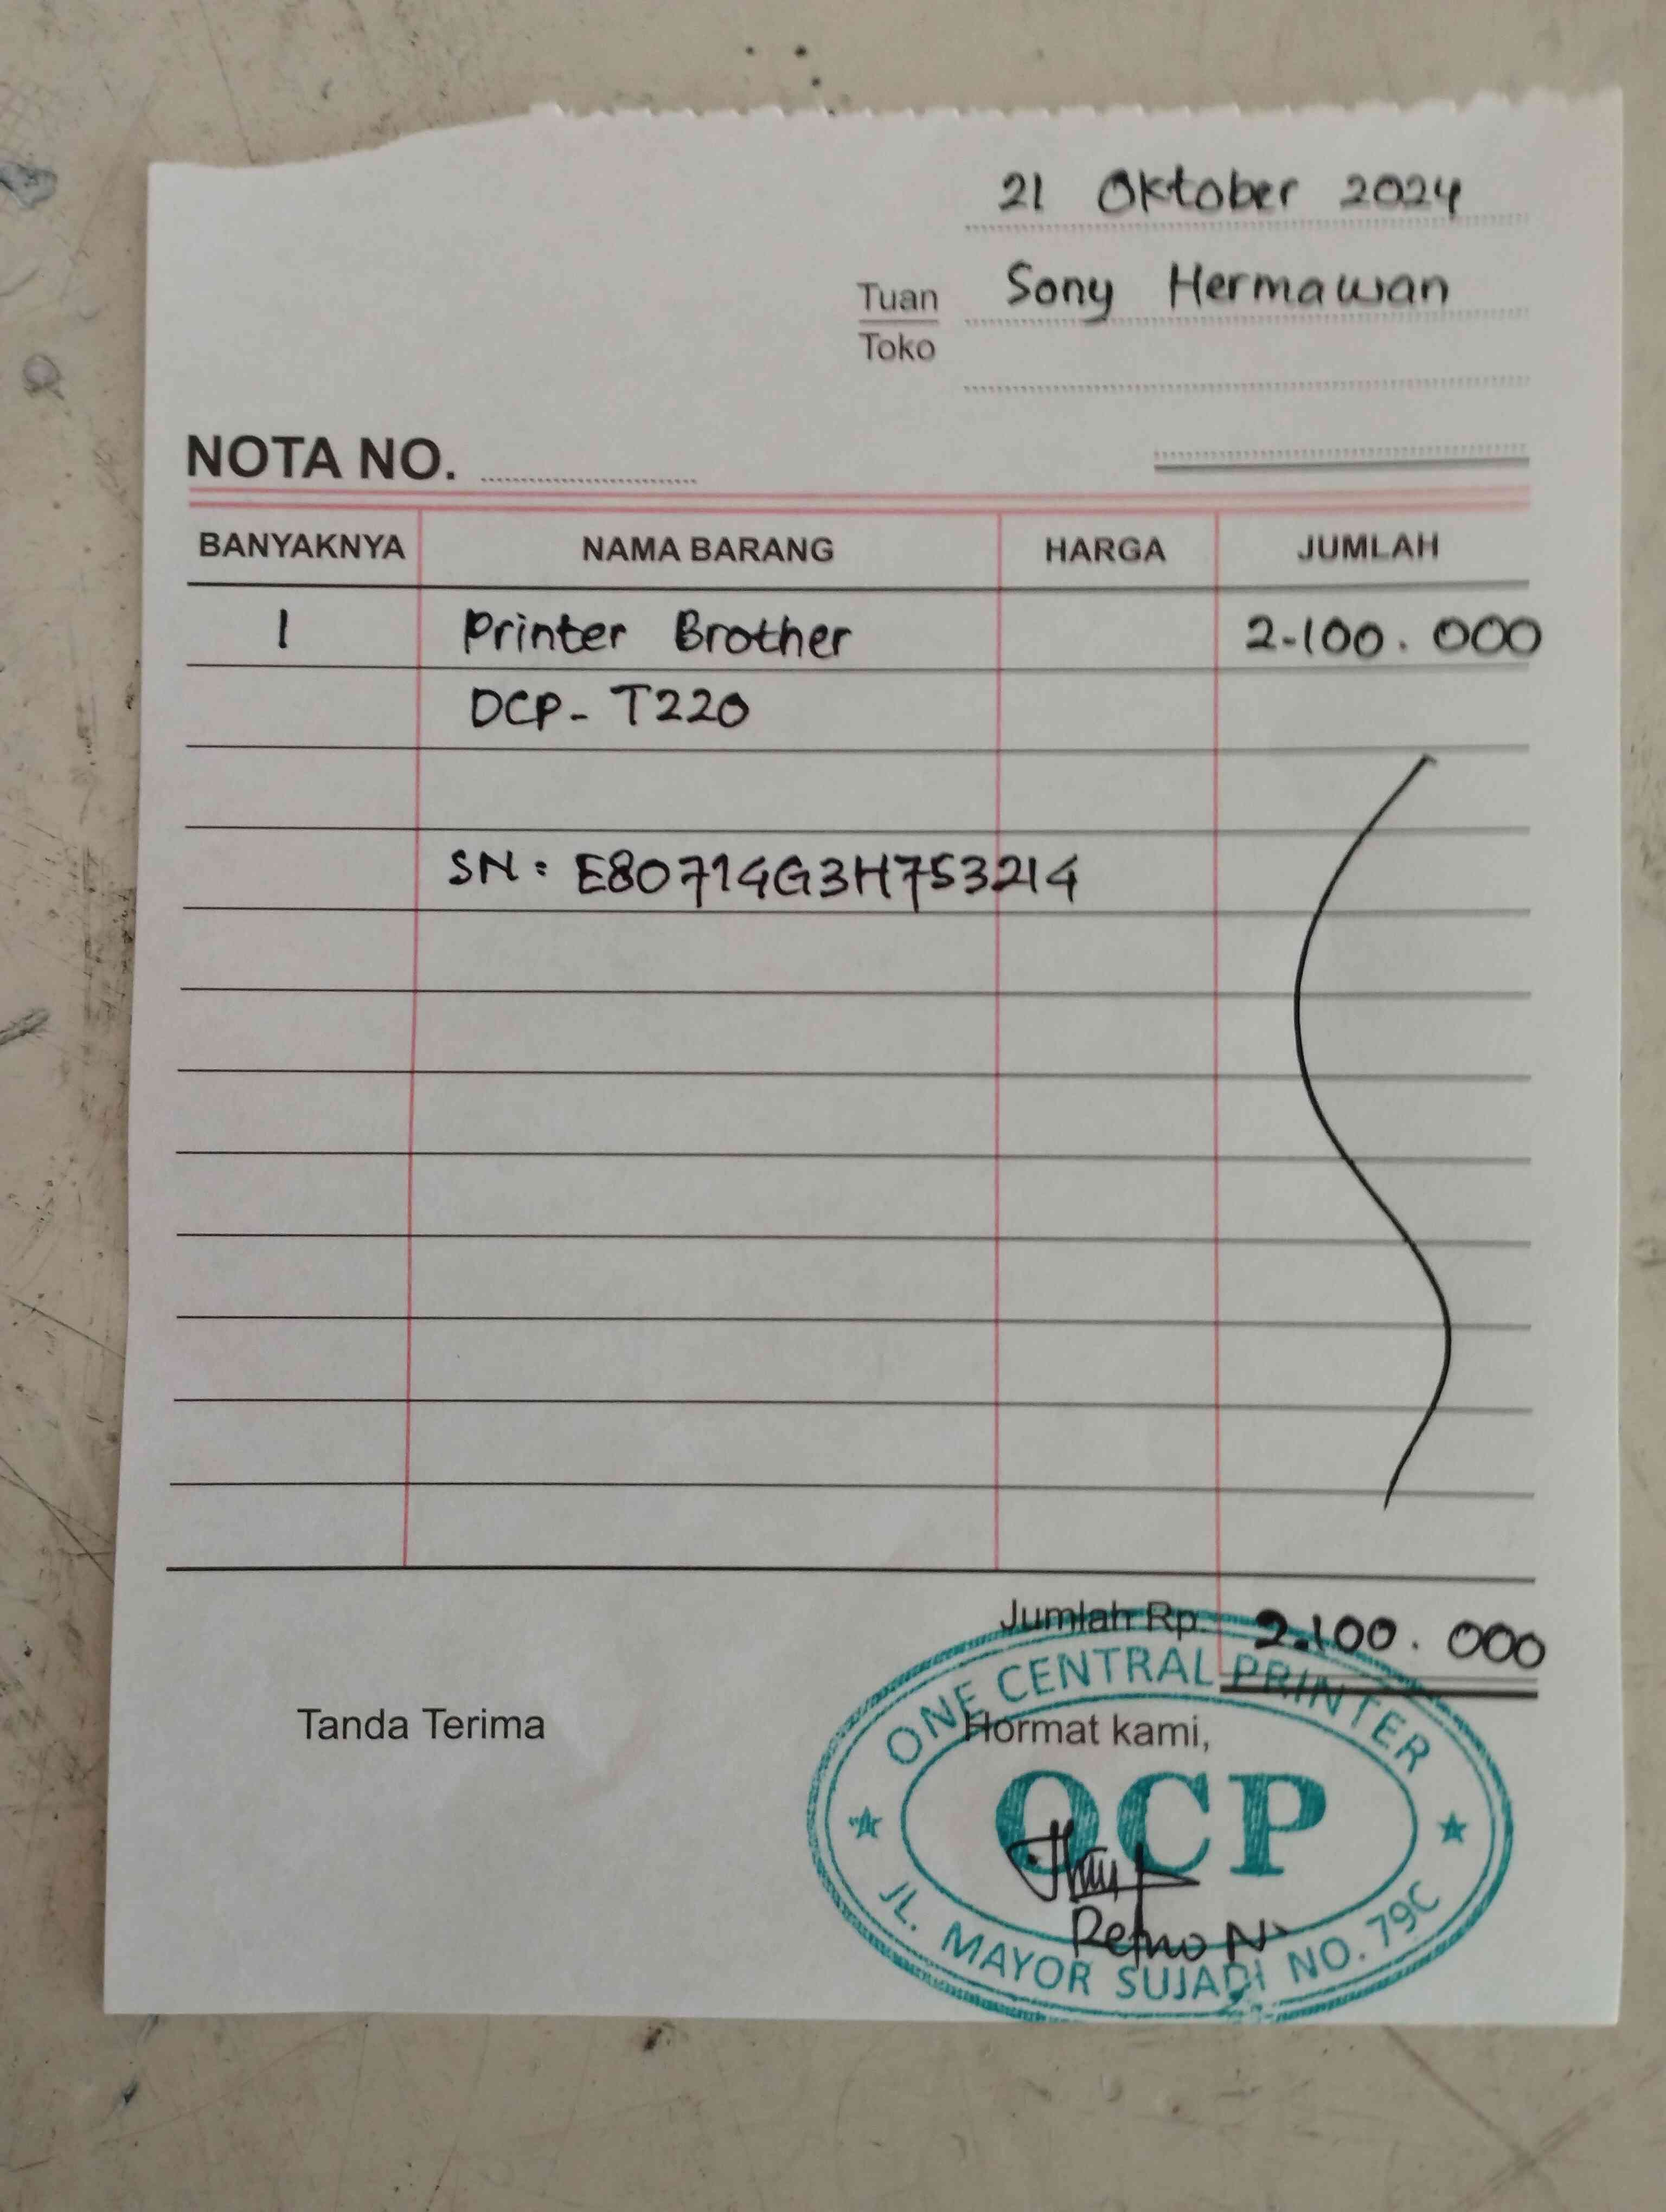 21 Oktober 2024
Tuan Sony Hermawan
Toko
NOTA NO.
BANYAKNYA NAMA BARANG HARGA JUMLAH
1 Printer Brother 2.100.000
DCP- T220
SN : E80714G3H753214
Jumlah Rp. 2.100.000
Tanda Terima Hormat kami,
ONE CENTRAL PRINTER
OCP
Retno N
JL. MAYOR SUJADI NO. 79C